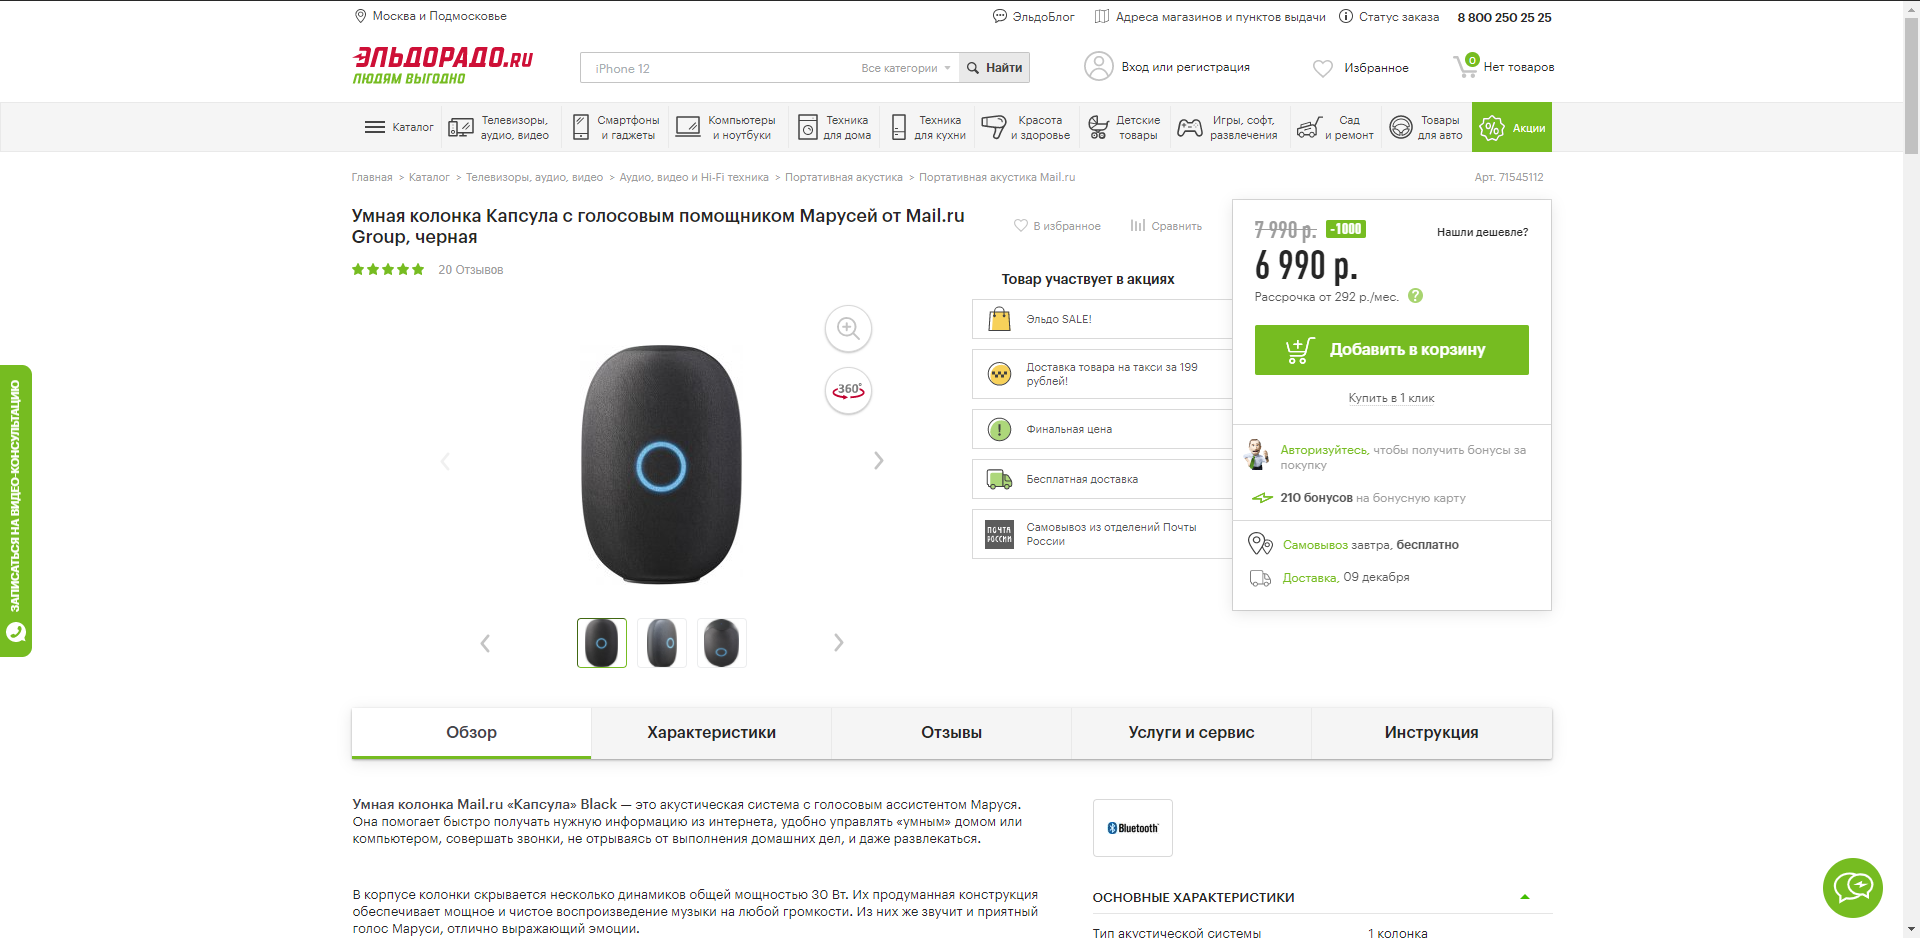 Москва и Подмосковье
ЭльдоБлог
Адреса магазинов и пунктов выдачи
Статус заказа
8 800 250 25 25
ЭЛЬДОРАДО.RU
ЛЮДЯМ ВЫГОДНО
iPhone 12
Все категории
Найти
Вход или регистрация
Избранное
0
Нет товаров
Каталог
Телевизоры,
аудио, видео
Смартфоны
и гаджеты
Компьютеры
и ноутбуки
Техника
для дома
Техника
для кухни
Красота
и здоровье
Детские
товары
Игры, софт,
развлечения
Сад
и ремонт
Товары
для авто
%
Акции
Главная > Каталог > Телевизоры, аудио, видео > Аудио, видео и Hi-Fi техника > Портативная акустика > Портативная акустика Mail.ru
Арт. 71545112
Умная колонка Капсула с голосовым помощником Марусей от Mail.ru
Group, черная
20 Отзывов
В избранное
Сравнить
360°
Товар участвует в акциях
Эльдо SALE!
Доставка товара на такси за 199
рублей!
Финальная цена
Бесплатная доставка
ПОЧТА
РОССИИ
Самовывоз из отделений Почты
России
7 990 р.
-1000
Нашли дешевле?
6 990 р.
Рассрочка от 292 р./мес.
?
Добавить в корзину
Купить в 1 клик
Авторизуйтесь, чтобы получить бонусы за
покупку
210 бонусов на бонусную карту
Самовывоз завтра, бесплатно
Доставка, 09 декабря
ЗАПИСАТЬСЯ НА ВИДЕО-КОНСУЛЬТАЦИЮ
Обзор
Характеристики
Отзывы
Услуги и сервис
Инструкция
Умная колонка Mail.ru «Капсула» Black — это акустическая система с голосовым ассистентом Маруся.
Она помогает быстро получать нужную информацию из интернета, удобно управлять «умным» домом или
компьютером, совершать звонки, не отрываясь от выполнения домашних дел, и даже развлекаться.
В корпусе колонки скрывается несколько динамиков общей мощностью 30 Вт. Их продуманная конструкция
обеспечивает мощное и чистое воспроизведение музыки на любой громкости. Из них же звучит и приятный
голос Маруси, отлично выражающий эмоции.
Bluetooth
ОСНОВНЫЕ ХАРАКТЕРИСТИКИ
Тип акустической системы
1 колонка